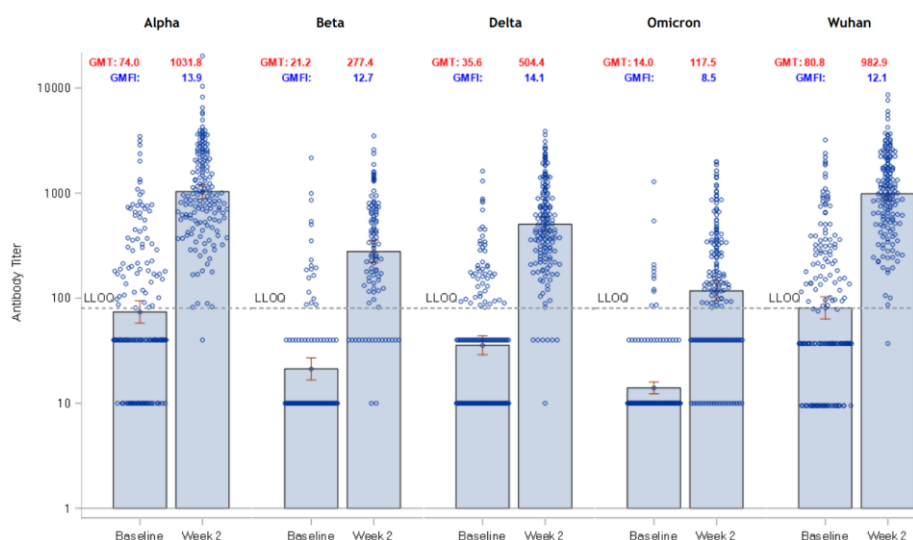 Alpha Beta Delta Omicron Wuhan
GMT: 74.0 1031.8 GMT: 21.2 277.4 GMT: 35.6 504.4 GMT: 14.0 117.5 GMT: 80.8 982.9
GMFI: 13.9 GMFI: 12.7 GMFI: 14.1 GMFI: 8.5 GMFI: 12.1
10000
1000
Antibody Titer
100
LLOQ LLOQ LLOQ LLOQ LLOQ
10
1
Baseline Week 2 Baseline Week 2 Baseline Week 2 Baseline Week 2 Baseline Week 2